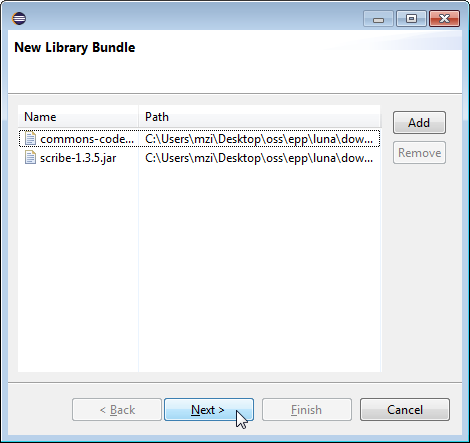 New Library Bundle
Name Path
commons-code... C:\Users\mzi\Desktop\oss\epp\luna\dow...
scribe-1.3.5.jar C:\Users\mzi\Desktop\oss\epp\luna\dow...
Add
Remove
< Back Next > Finish Cancel